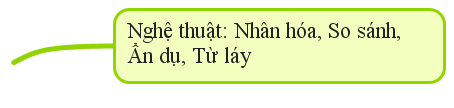 Nghệ thuật: Nhân hóa, So sánh,
Ẩn dụ, Từ láy